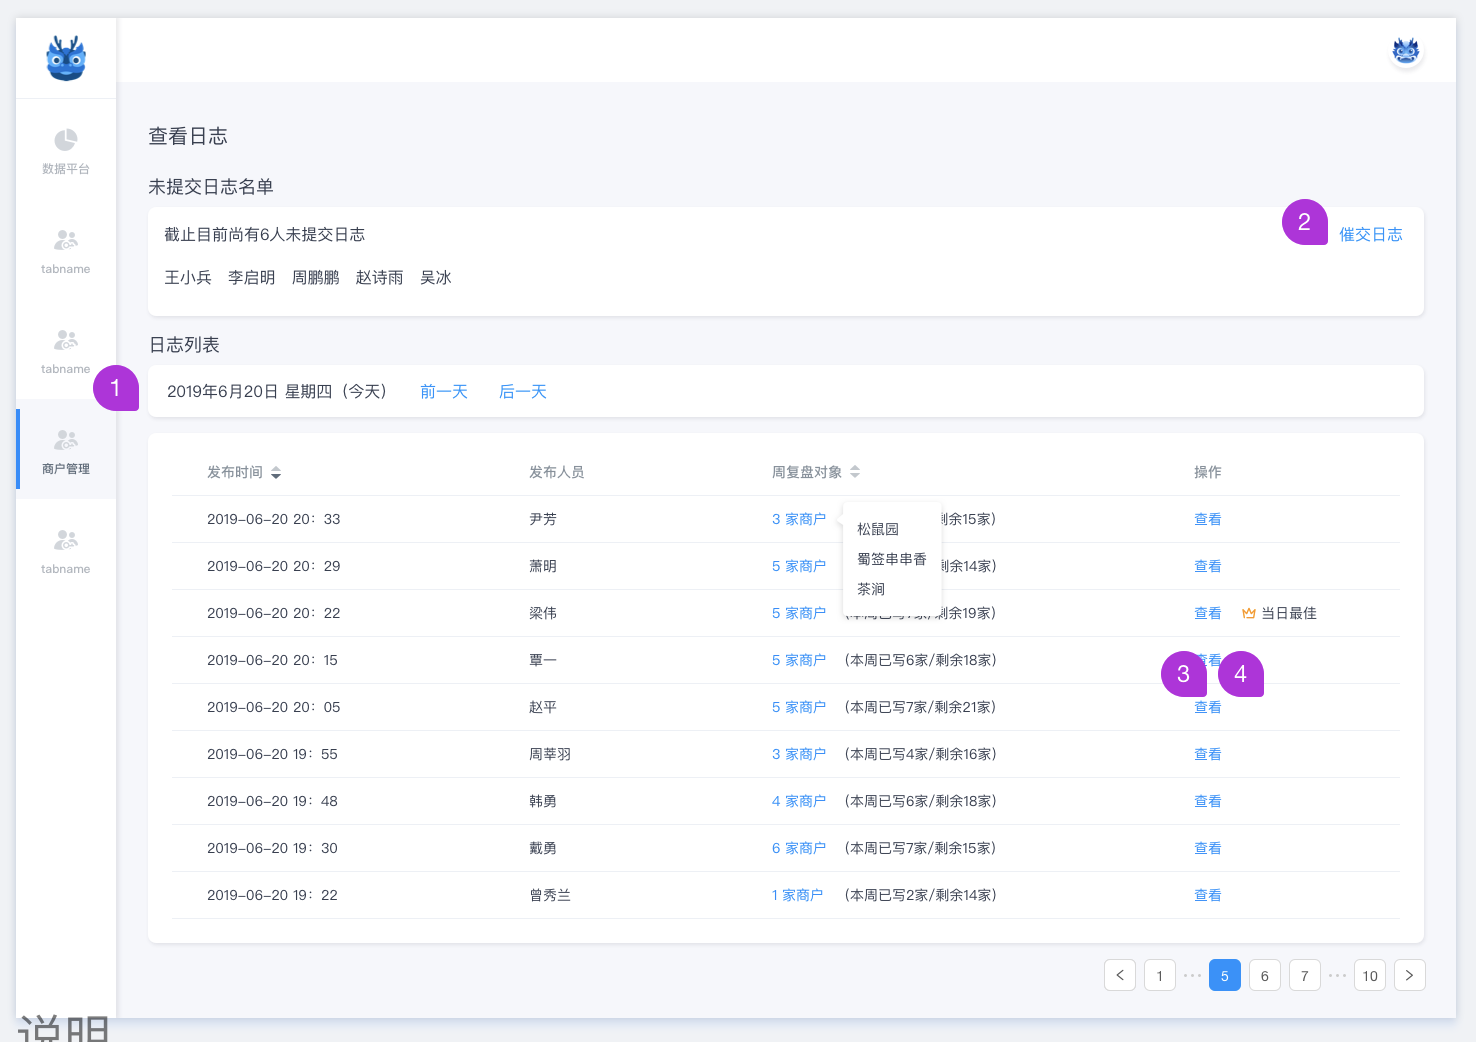 数据平台
tabname
tabname
商户管理
tabname
查看日志
未提交日志名单
截止目前尚有6人未提交日志
2
催交日志
王小兵 李启明 周鹏鹏 赵诗雨 吴冰
日志列表
1
2019年6月20日 星期四（今天） 前一天 后一天
发布时间 发布人员 周复盘对象 操作
2019-06-20 20：33 尹芳 3 家商户 剩余15家) 查看
松鼠园
蜀签串串香
茶涧
2019-06-20 20：29 萧明 5 家商户 剩余14家) 查看
2019-06-20 20：22 梁伟 5 家商户 (本周已写7家/剩余19家) 查看 当日最佳
2019-06-20 20：15 覃一 5 家商户 (本周已写6家/剩余18家) 查看
3 4
2019-06-20 20：05 赵平 5 家商户 (本周已写7家/剩余21家) 查看
2019-06-20 19：55 周莘羽 3 家商户 (本周已写4家/剩余16家) 查看
2019-06-20 19：48 韩勇 4 家商户 (本周已写6家/剩余18家) 查看
2019-06-20 19：30 戴勇 6 家商户 (本周已写7家/剩余15家) 查看
2019-06-20 19：22 曾秀兰 1 家商户 (本周已写2家/剩余14家) 查看
< 1 ••• 5 6 7 ••• 10 >
说明